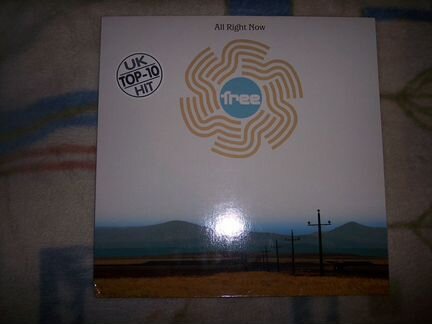 All Right Now
UK
TOP-10
HIT
Free